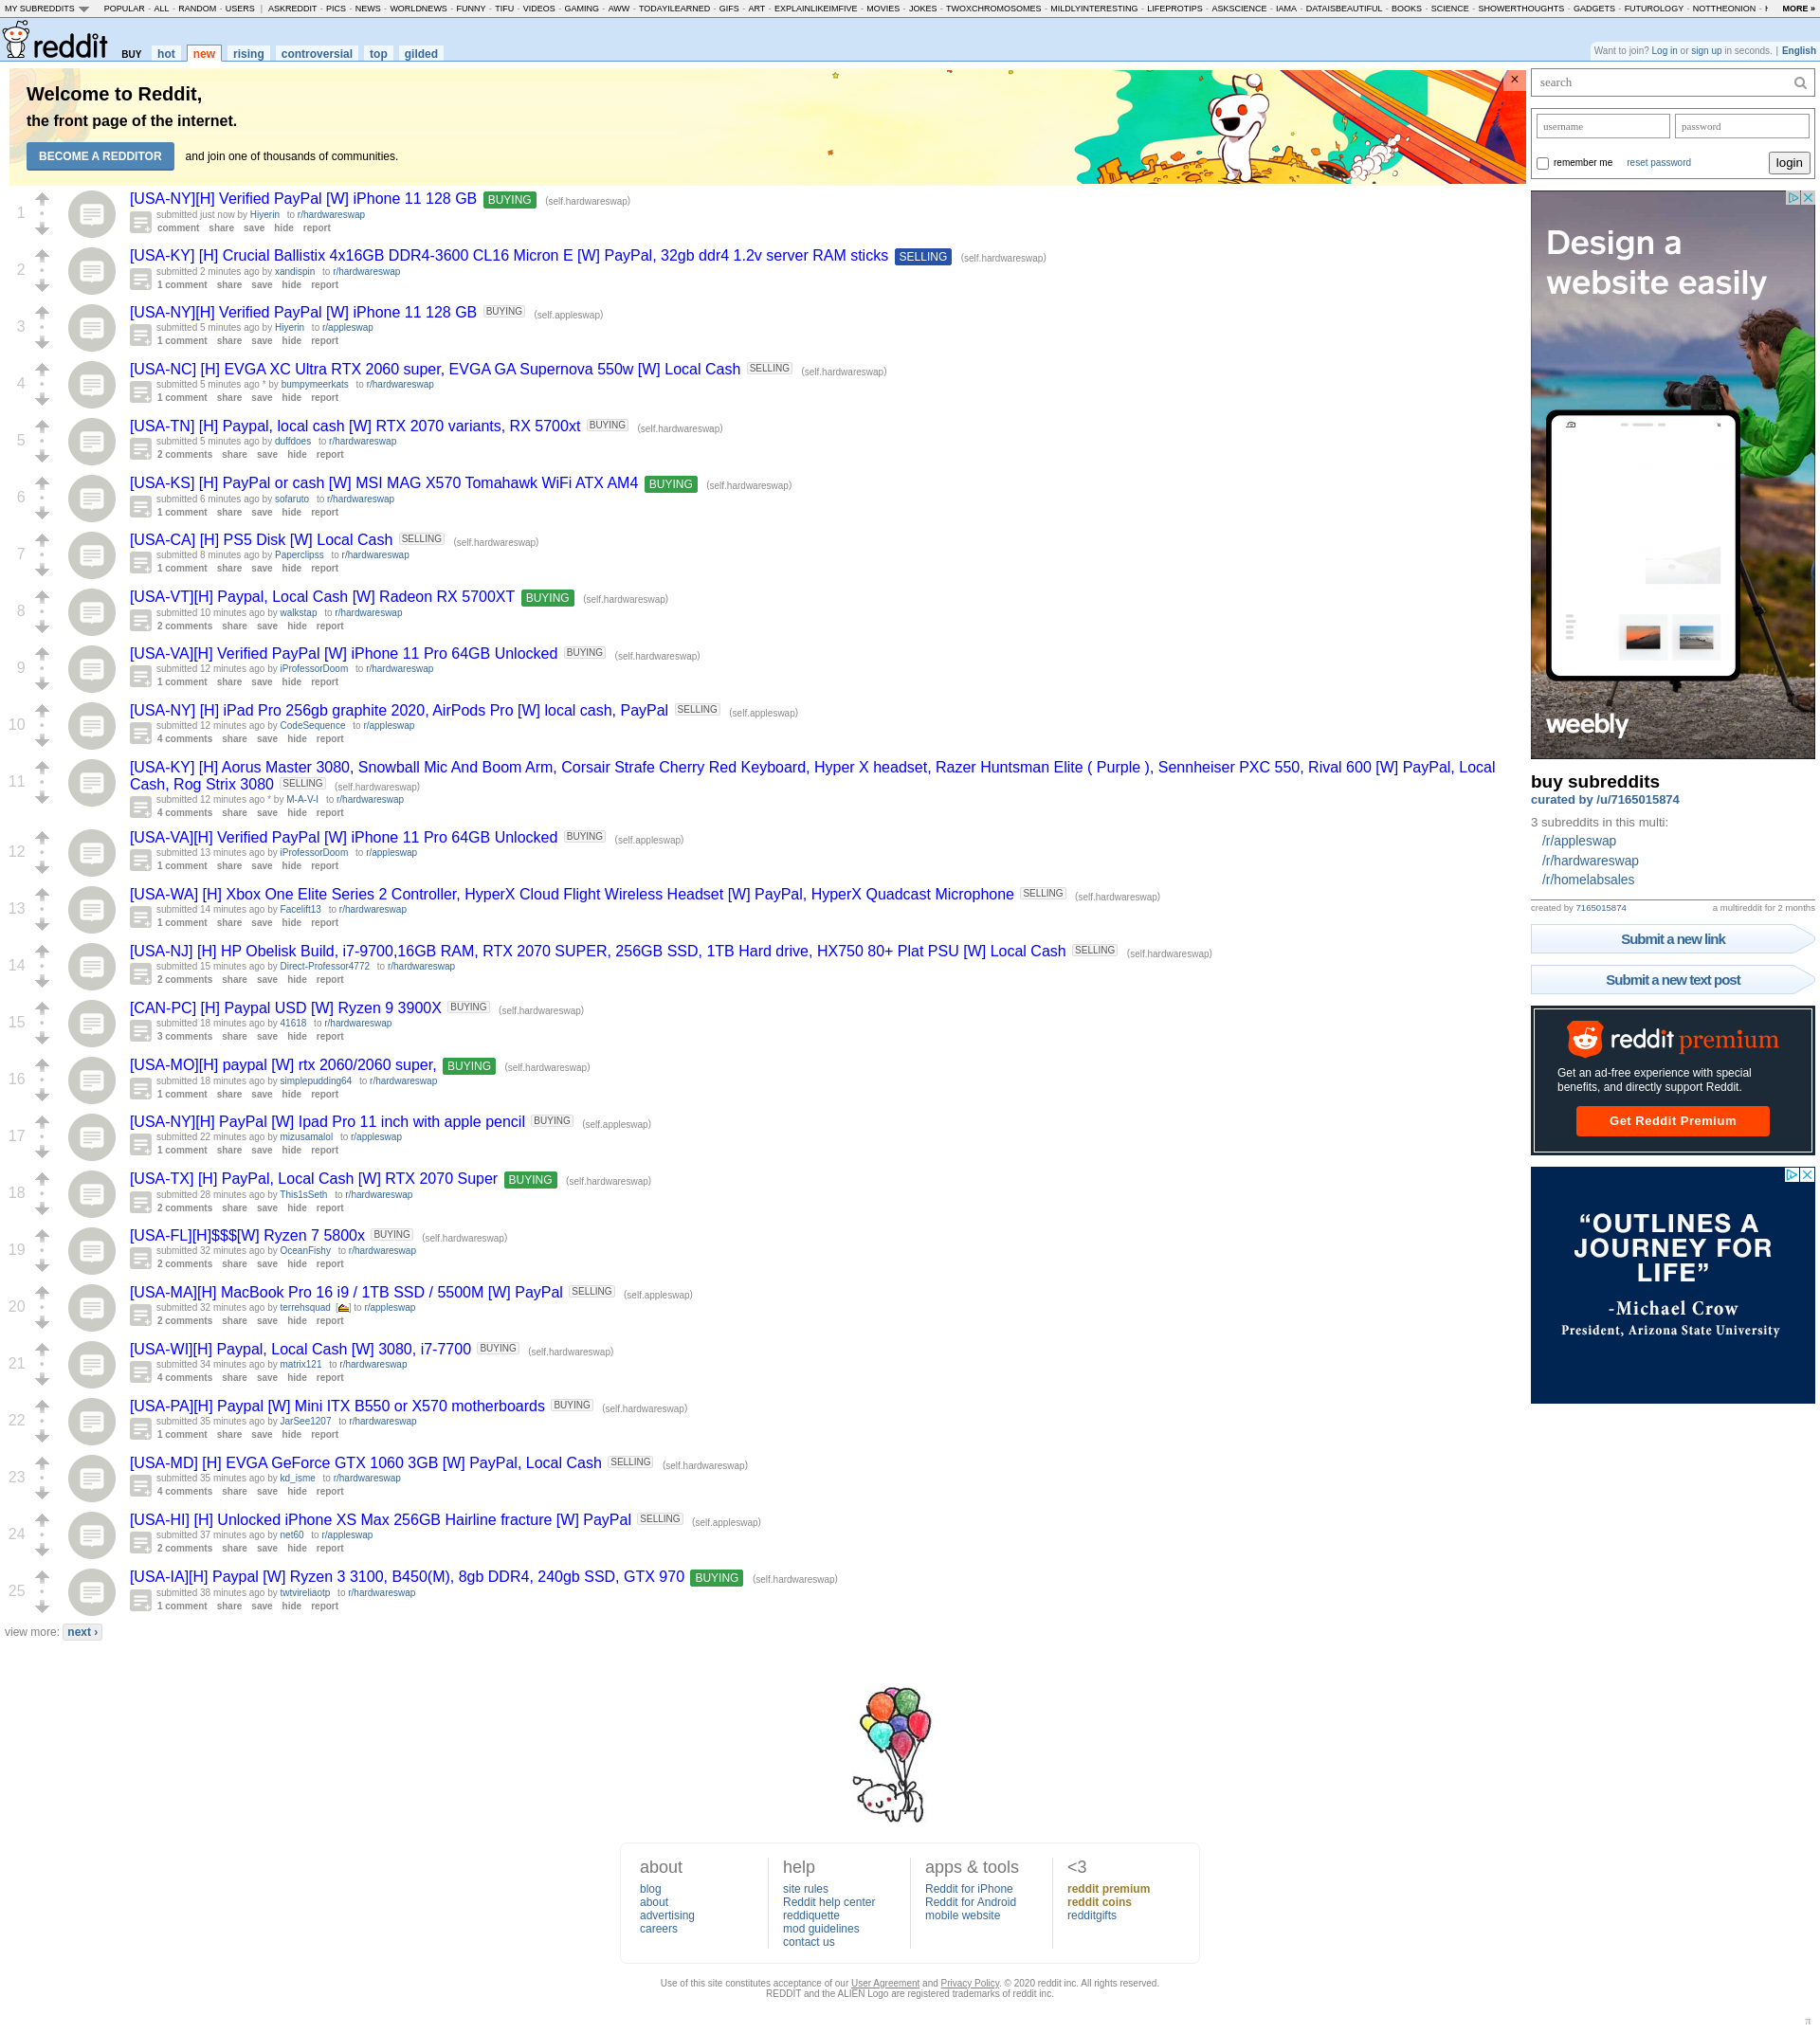 MY SUBREDDITS POPULAR - ALL - RANDOM - USERS | ASKREDDIT - PICS - NEWS - WORLDNEWS - FUNNY - TIFU - VIDEOS - GAMING - AWW - TODAYILEARNED - GIFS - ART - EXPLAINLIKEIMFIVE - MOVIES - JOKES - TWOXCHROMOSOMES - MILDLYINTERESTING - LIFEPROTIPS - ASKSCIENCE - IAMA - DATAISBEAUTIFUL - BOOKS - SCIENCE - SHOWERTHOUGHTS - GADGETS - FUTUROLOGY - NOTTHEONION - MORE »
reddit BUY hot new rising controversial top gilded
Want to join? Log in or sign up in seconds. | English
Welcome to Reddit,
the front page of the internet.
BECOME A REDDITOR and join one of thousands of communities.
×
1
[USA-NY][H] Verified PayPal [W] iPhone 11 128 GB BUYING (self.hardwareswap)
submitted just now by Hiyerin to r/hardwareswap
comment share save hide report
2
[USA-KY] [H] Crucial Ballistix 4x16GB DDR4-3600 CL16 Micron E [W] PayPal, 32gb ddr4 1.2v server RAM sticks SELLING (self.hardwareswap)
submitted 2 minutes ago by xandispin to r/hardwareswap
1 comment share save hide report
3
[USA-NY][H] Verified PayPal [W] iPhone 11 128 GB BUYING (self.appleswap)
submitted 5 minutes ago by Hiyerin to r/appleswap
1 comment share save hide report
4
[USA-NC] [H] EVGA XC Ultra RTX 2060 super, EVGA GA Supernova 550w [W] Local Cash SELLING (self.hardwareswap)
submitted 5 minutes ago * by bumpymeerkats to r/hardwareswap
1 comment share save hide report
5
[USA-TN] [H] Paypal, local cash [W] RTX 2070 variants, RX 5700xt BUYING (self.hardwareswap)
submitted 5 minutes ago by duffdoes to r/hardwareswap
2 comments share save hide report
6
[USA-KS] [H] PayPal or cash [W] MSI MAG X570 Tomahawk WiFi ATX AM4 BUYING (self.hardwareswap)
submitted 6 minutes ago by sofaruto to r/hardwareswap
1 comment share save hide report
7
[USA-CA] [H] PS5 Disk [W] Local Cash SELLING (self.hardwareswap)
submitted 8 minutes ago by Paperclipss to r/hardwareswap
1 comment share save hide report
8
[USA-VT][H] Paypal, Local Cash [W] Radeon RX 5700XT BUYING (self.hardwareswap)
submitted 10 minutes ago by walkstap to r/hardwareswap
2 comments share save hide report
9
[USA-VA][H] Verified PayPal [W] iPhone 11 Pro 64GB Unlocked BUYING (self.hardwareswap)
submitted 12 minutes ago by iProfessorDoom to r/hardwareswap
1 comment share save hide report
10
[USA-NY] [H] iPad Pro 256gb graphite 2020, AirPods Pro [W] local cash, PayPal SELLING (self.appleswap)
submitted 12 minutes ago by CodeSequence to r/appleswap
4 comments share save hide report
11
[USA-KY] [H] Aorus Master 3080, Snowball Mic And Boom Arm, Corsair Strafe Cherry Red Keyboard, Hyper X headset, Razer Huntsman Elite ( Purple ), Sennheiser PXC 550, Rival 600 [W] PayPal, Local
Cash, Rog Strix 3080 SELLING (self.hardwareswap)
submitted 12 minutes ago * by M-A-V-I to r/hardwareswap
4 comments share save hide report
12
[USA-VA][H] Verified PayPal [W] iPhone 11 Pro 64GB Unlocked BUYING (self.appleswap)
submitted 13 minutes ago by iProfessorDoom to r/appleswap
1 comment share save hide report
13
[USA-WA] [H] Xbox One Elite Series 2 Controller, HyperX Cloud Flight Wireless Headset [W] PayPal, HyperX Quadcast Microphone SELLING (self.hardwareswap)
submitted 14 minutes ago by Facelift13 to r/hardwareswap
1 comment share save hide report
14
[USA-NJ] [H] HP Obelisk Build, i7-9700,16GB RAM, RTX 2070 SUPER, 256GB SSD, 1TB Hard drive, HX750 80+ Plat PSU [W] Local Cash SELLING (self.hardwareswap)
submitted 15 minutes ago by Direct-Professor4772 to r/hardwareswap
2 comments share save hide report
15
[CAN-PC] [H] Paypal USD [W] Ryzen 9 3900X BUYING (self.hardwareswap)
submitted 18 minutes ago by 41618 to r/hardwareswap
3 comments share save hide report
16
[USA-MO][H] paypal [W] rtx 2060/2060 super, BUYING (self.hardwareswap)
submitted 18 minutes ago by simplepudding64 to r/hardwareswap
1 comment share save hide report
17
[USA-NY][H] PayPal [W] Ipad Pro 11 inch with apple pencil BUYING (self.appleswap)
submitted 22 minutes ago by mizusamalol to r/appleswap
1 comment share save hide report
18
[USA-TX] [H] PayPal, Local Cash [W] RTX 2070 Super BUYING (self.hardwareswap)
submitted 28 minutes ago by This1sSeth to r/hardwareswap
2 comments share save hide report
19
[USA-FL][H]$$$[W] Ryzen 7 5800x BUYING (self.hardwareswap)
submitted 32 minutes ago by OceanFishy to r/hardwareswap
2 comments share save hide report
20
[USA-MA][H] MacBook Pro 16 i9 / 1TB SSD / 5500M [W] PayPal SELLING (self.appleswap)
submitted 32 minutes ago by terrehsquad to r/appleswap
2 comments share save hide report
21
[USA-WI][H] Paypal, Local Cash [W] 3080, i7-7700 BUYING (self.hardwareswap)
submitted 34 minutes ago by matrix121 to r/hardwareswap
4 comments share save hide report
22
[USA-PA][H] Paypal [W] Mini ITX B550 or X570 motherboards BUYING (self.hardwareswap)
submitted 35 minutes ago by JarSee1207 to r/hardwareswap
1 comment share save hide report
23
[USA-MD] [H] EVGA GeForce GTX 1060 3GB [W] PayPal, Local Cash SELLING (self.hardwareswap)
submitted 35 minutes ago by kd_isme to r/hardwareswap
4 comments share save hide report
24
[USA-HI] [H] Unlocked iPhone XS Max 256GB Hairline fracture [W] PayPal SELLING (self.appleswap)
submitted 37 minutes ago by net60 to r/appleswap
2 comments share save hide report
25
[USA-IA][H] Paypal [W] Ryzen 3 3100, B450(M), 8gb DDR4, 240gb SSD, GTX 970 BUYING (self.hardwareswap)
submitted 38 minutes ago by twtvireliaotp to r/hardwareswap
1 comment share save hide report
view more: next ›
search
username password
remember me reset password login
Design a
website easily
weebly
buy subreddits
curated by /u/7165015874
3 subreddits in this multi:
/r/appleswap
/r/hardwareswap
/r/homelabsales
created by 7165015874 a multireddit for 2 months
Submit a new link
Submit a new text post
reddit premium
Get an ad-free experience with special
benefits, and directly support Reddit.
Get Reddit Premium
“OUTLINES A
JOURNEY FOR
LIFE”
-Michael Crow
President, Arizona State University
about
blog
about
advertising
careers
help
site rules
Reddit help center
reddiquette
mod guidelines
contact us
apps & tools
Reddit for iPhone
Reddit for Android
mobile website
<3
reddit premium
reddit coins
redditgifts
Use of this site constitutes acceptance of our User Agreement and Privacy Policy. © 2020 reddit inc. All rights reserved.
REDDIT and the ALIEN Logo are registered trademarks of reddit inc.
π